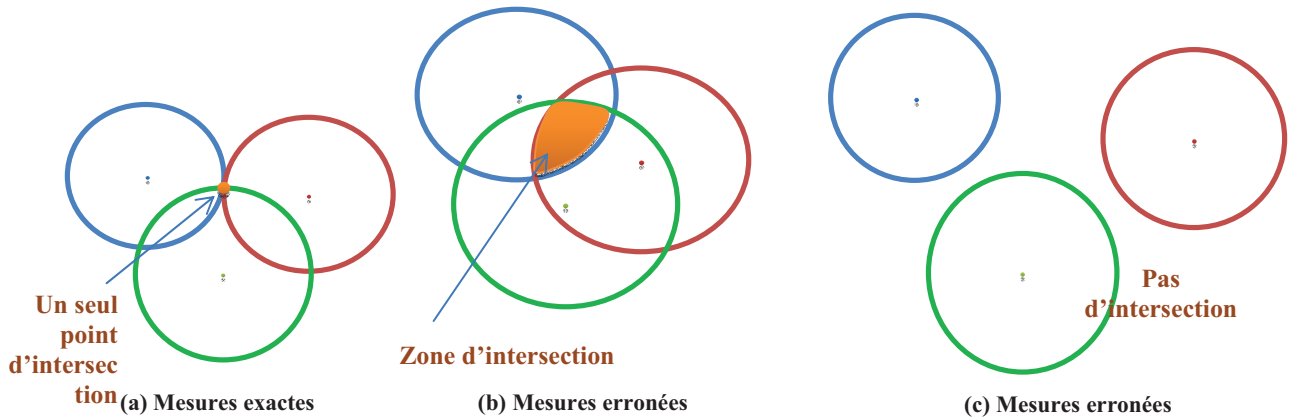 Un seul
point
d'intersec
tion
(a) Mesures exactes
Zone d'intersection
(b) Mesures erronées
Pas
d'intersection
(c) Mesures erronées